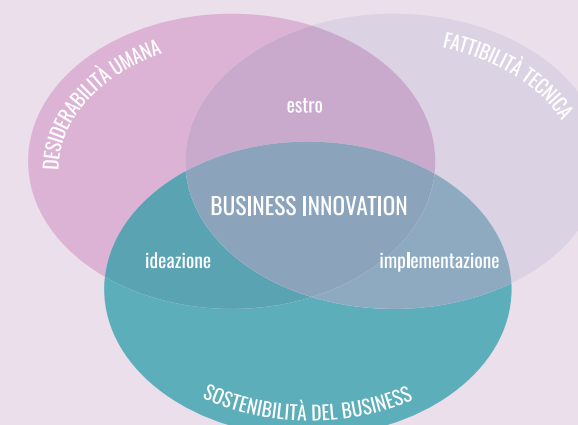 DESIDERABILITÀ UMANA
FATTIBILITÀ TECNICA
estro
BUSINESS INNOVATION
ideazione
implementazione
SOSTENIBILITÀ DEL BUSINESS